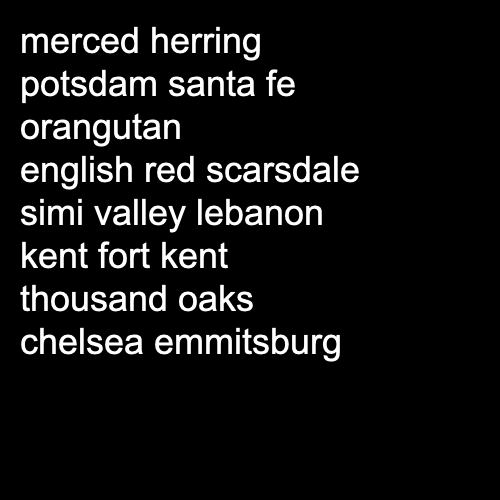 merced herring
potsdam santa fe
orangutan
english red scarsdale
simi valley lebanon
kent fort kent
thousand oaks
chelsea emmitsburg